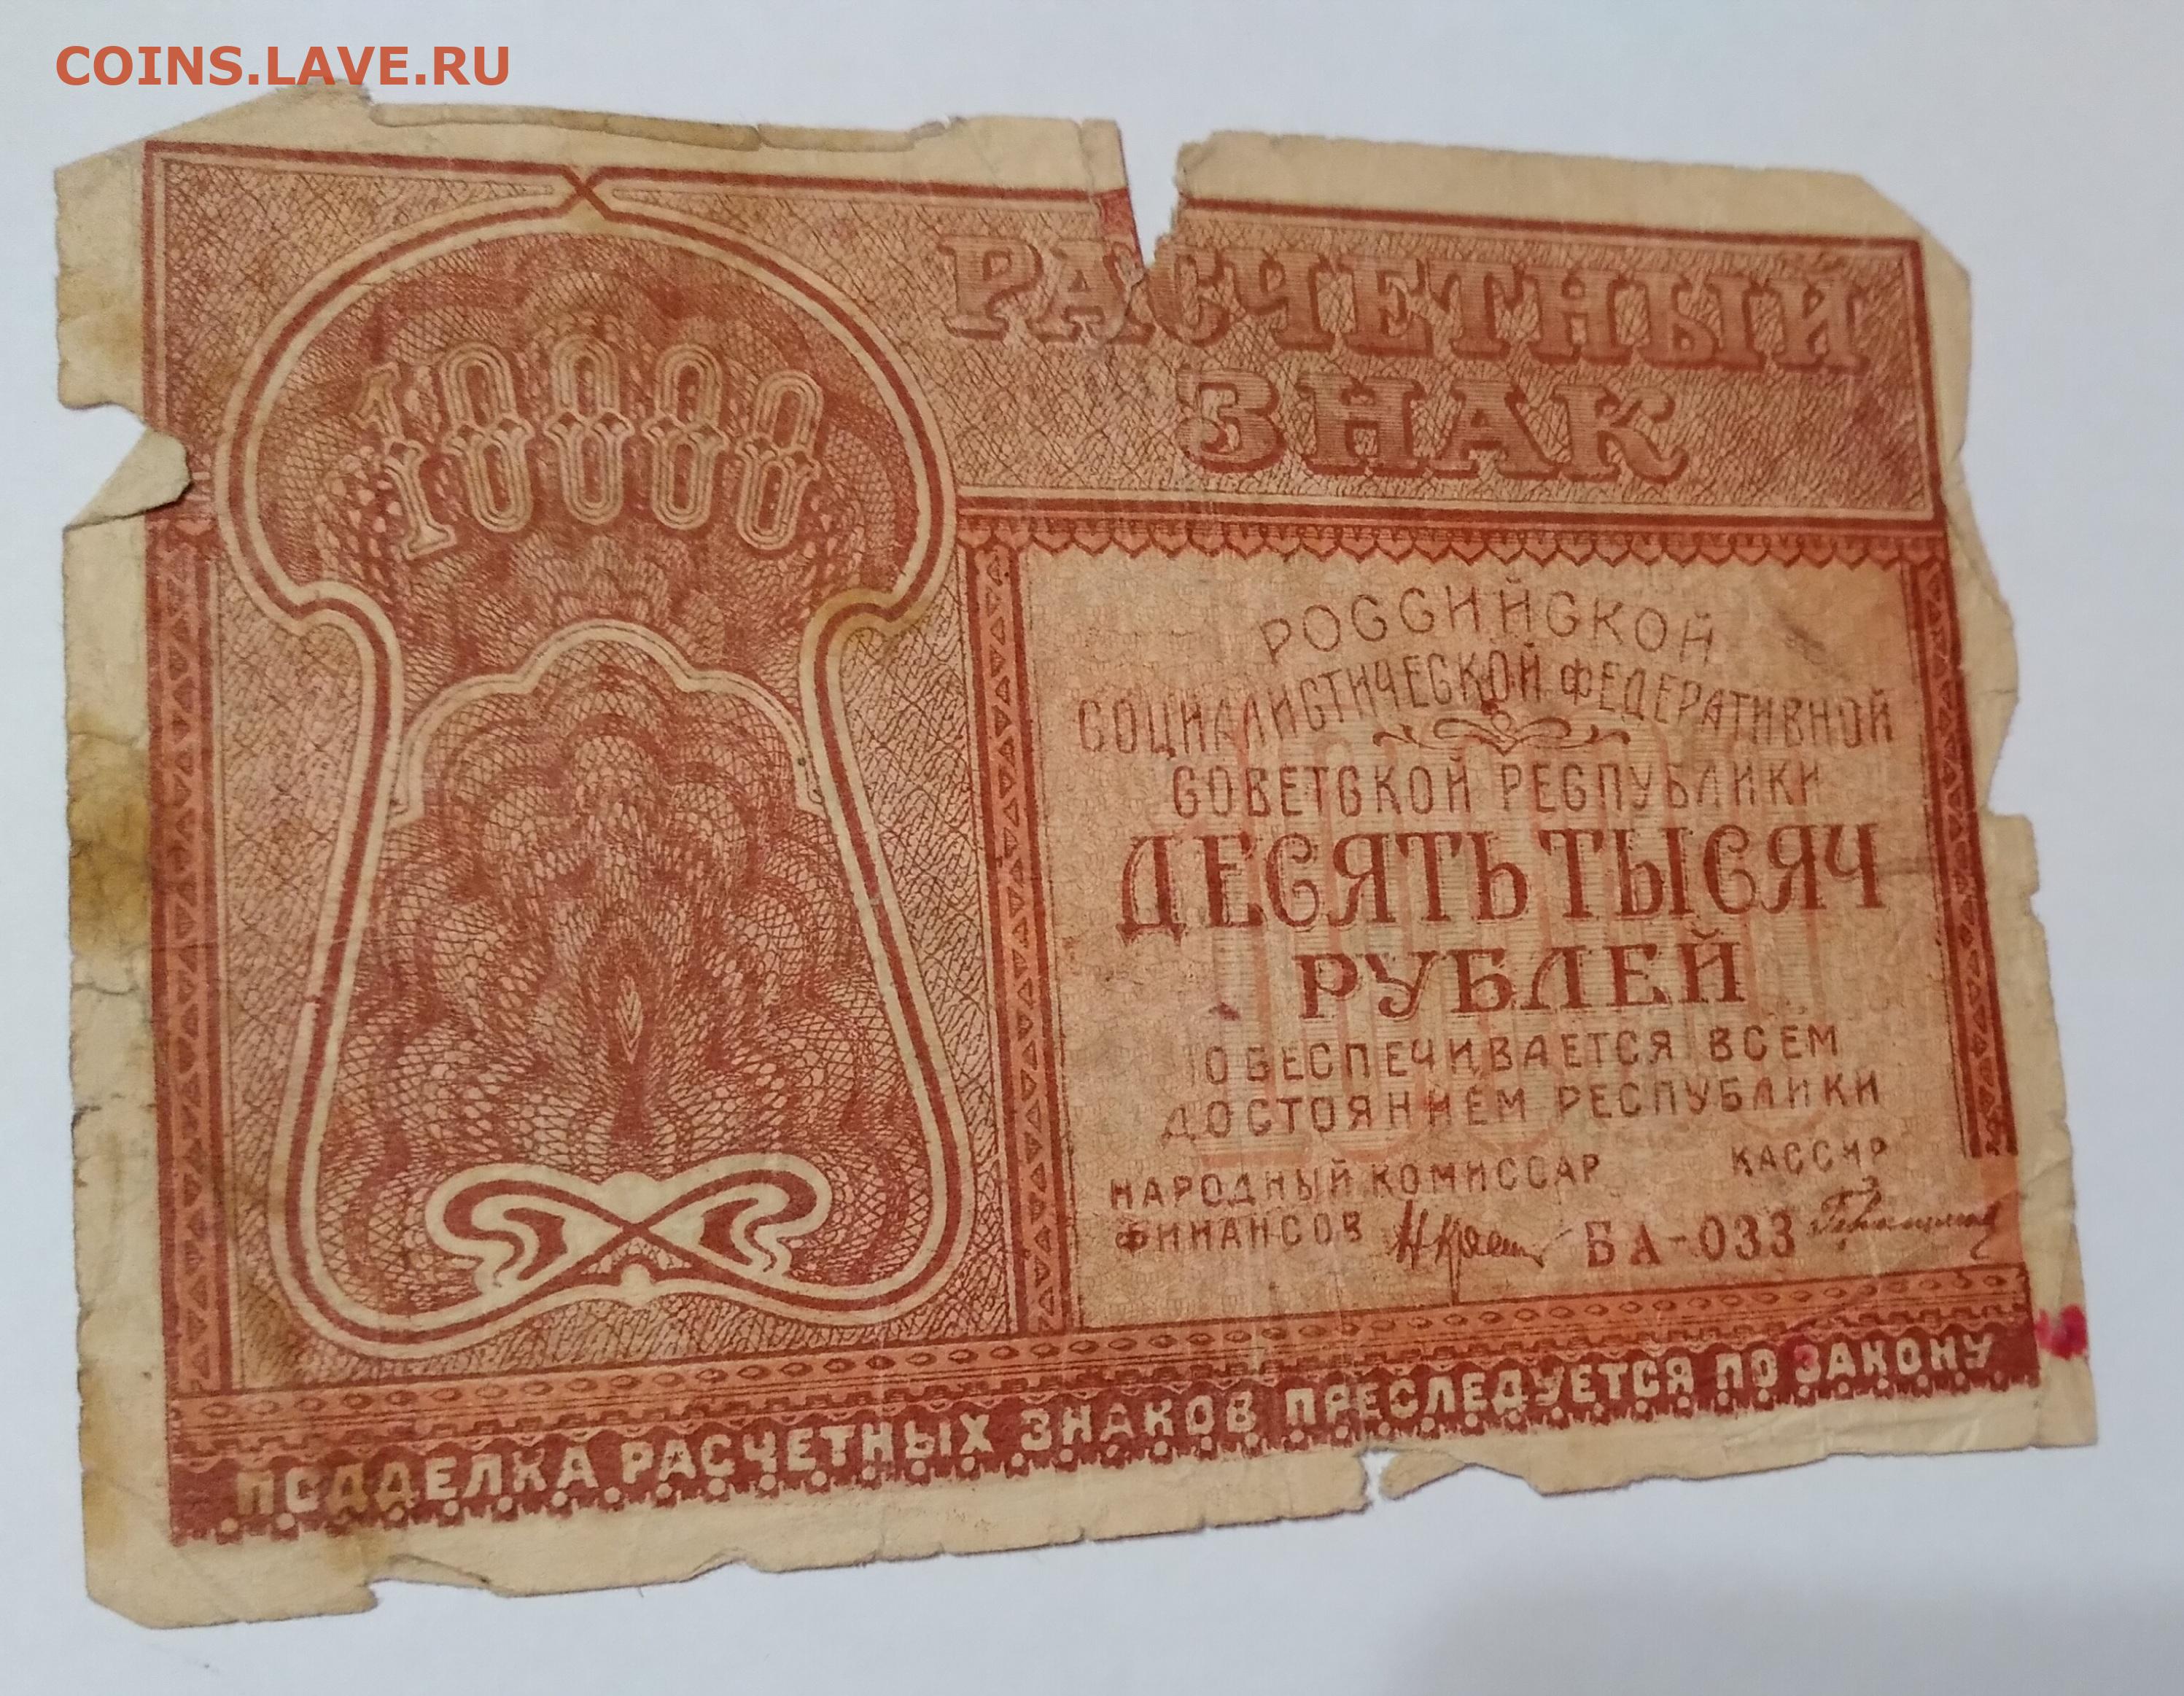 COINS.LAVE.RU
РАСЧЕТНЫЙ
ЗНАК
10000
РОССИЙСКОЙ
СОЦИАЛИСТИЧЕСКОЙ ФЕДЕРАТИВНОЙ
СОВЕТСКОЙ РЕСПУБЛИКИ
ДЕСЯТЬ ТЫСЯЧ
РУБЛЕЙ
ОБЕСПЕЧИВАЕТСЯ ВСЕМ
ДОСТОЯНИЕМ РЕСПУБЛИКИ
НАРОДНЫЙ КОМИССАР КАССИР
ФИНАНСОВ БА-033
ПОДДЕЛКА РАСЧЕТНЫХ ЗНАКОВ ПРЕСЛЕДУЕТСЯ ПО ЗАКОНУ